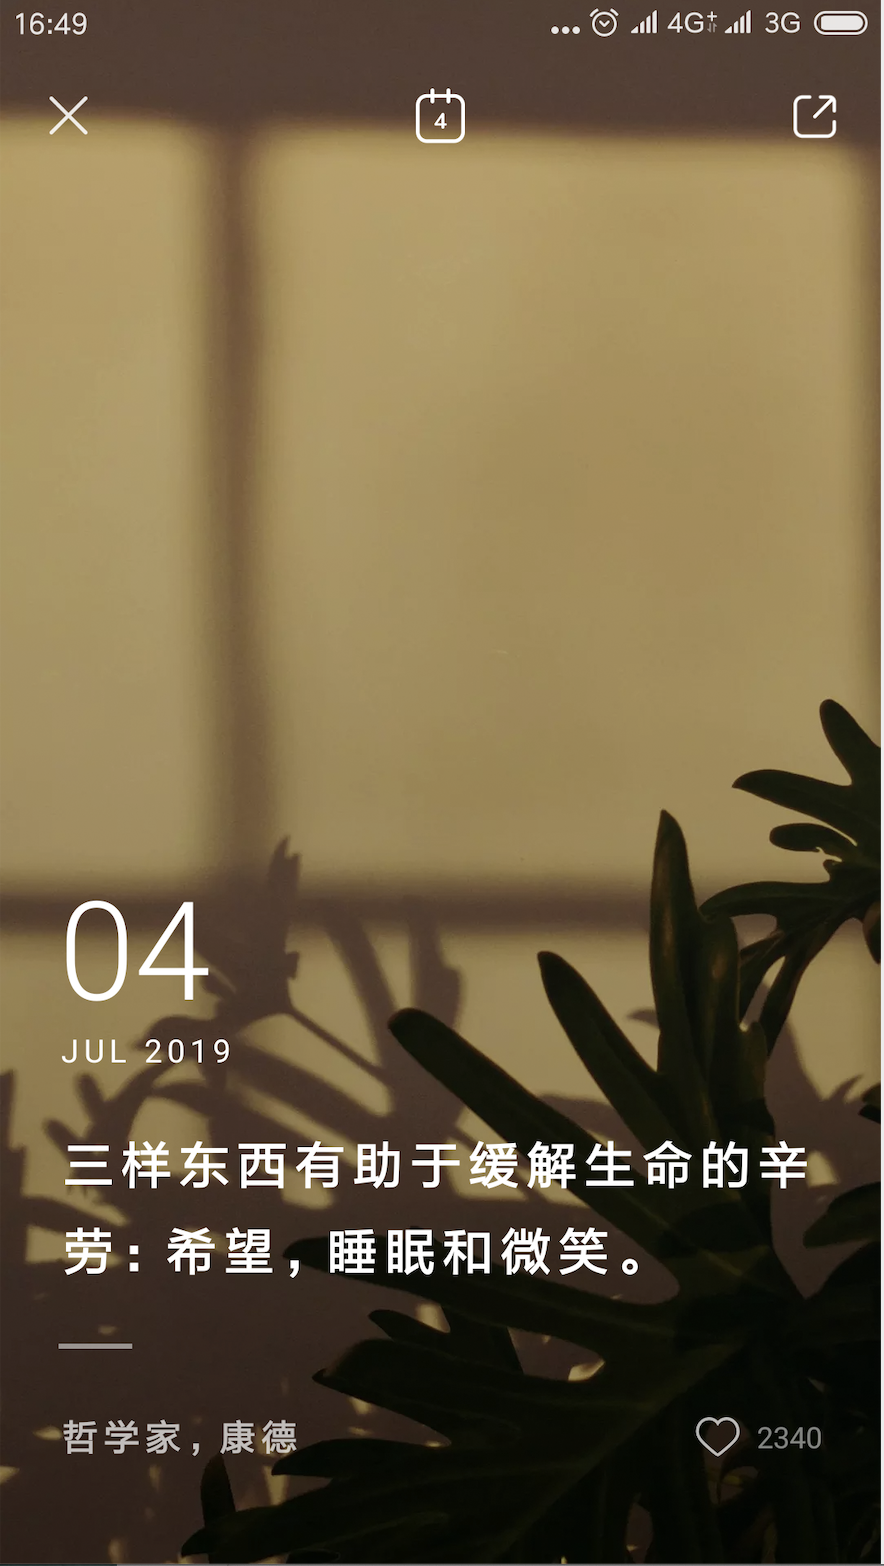 16:49 ... 4G+ 3G
4
04
JUL 2019
三样东西有助于缓解生命的辛
劳：希望，睡眠和微笑。
哲学家，康德
2340